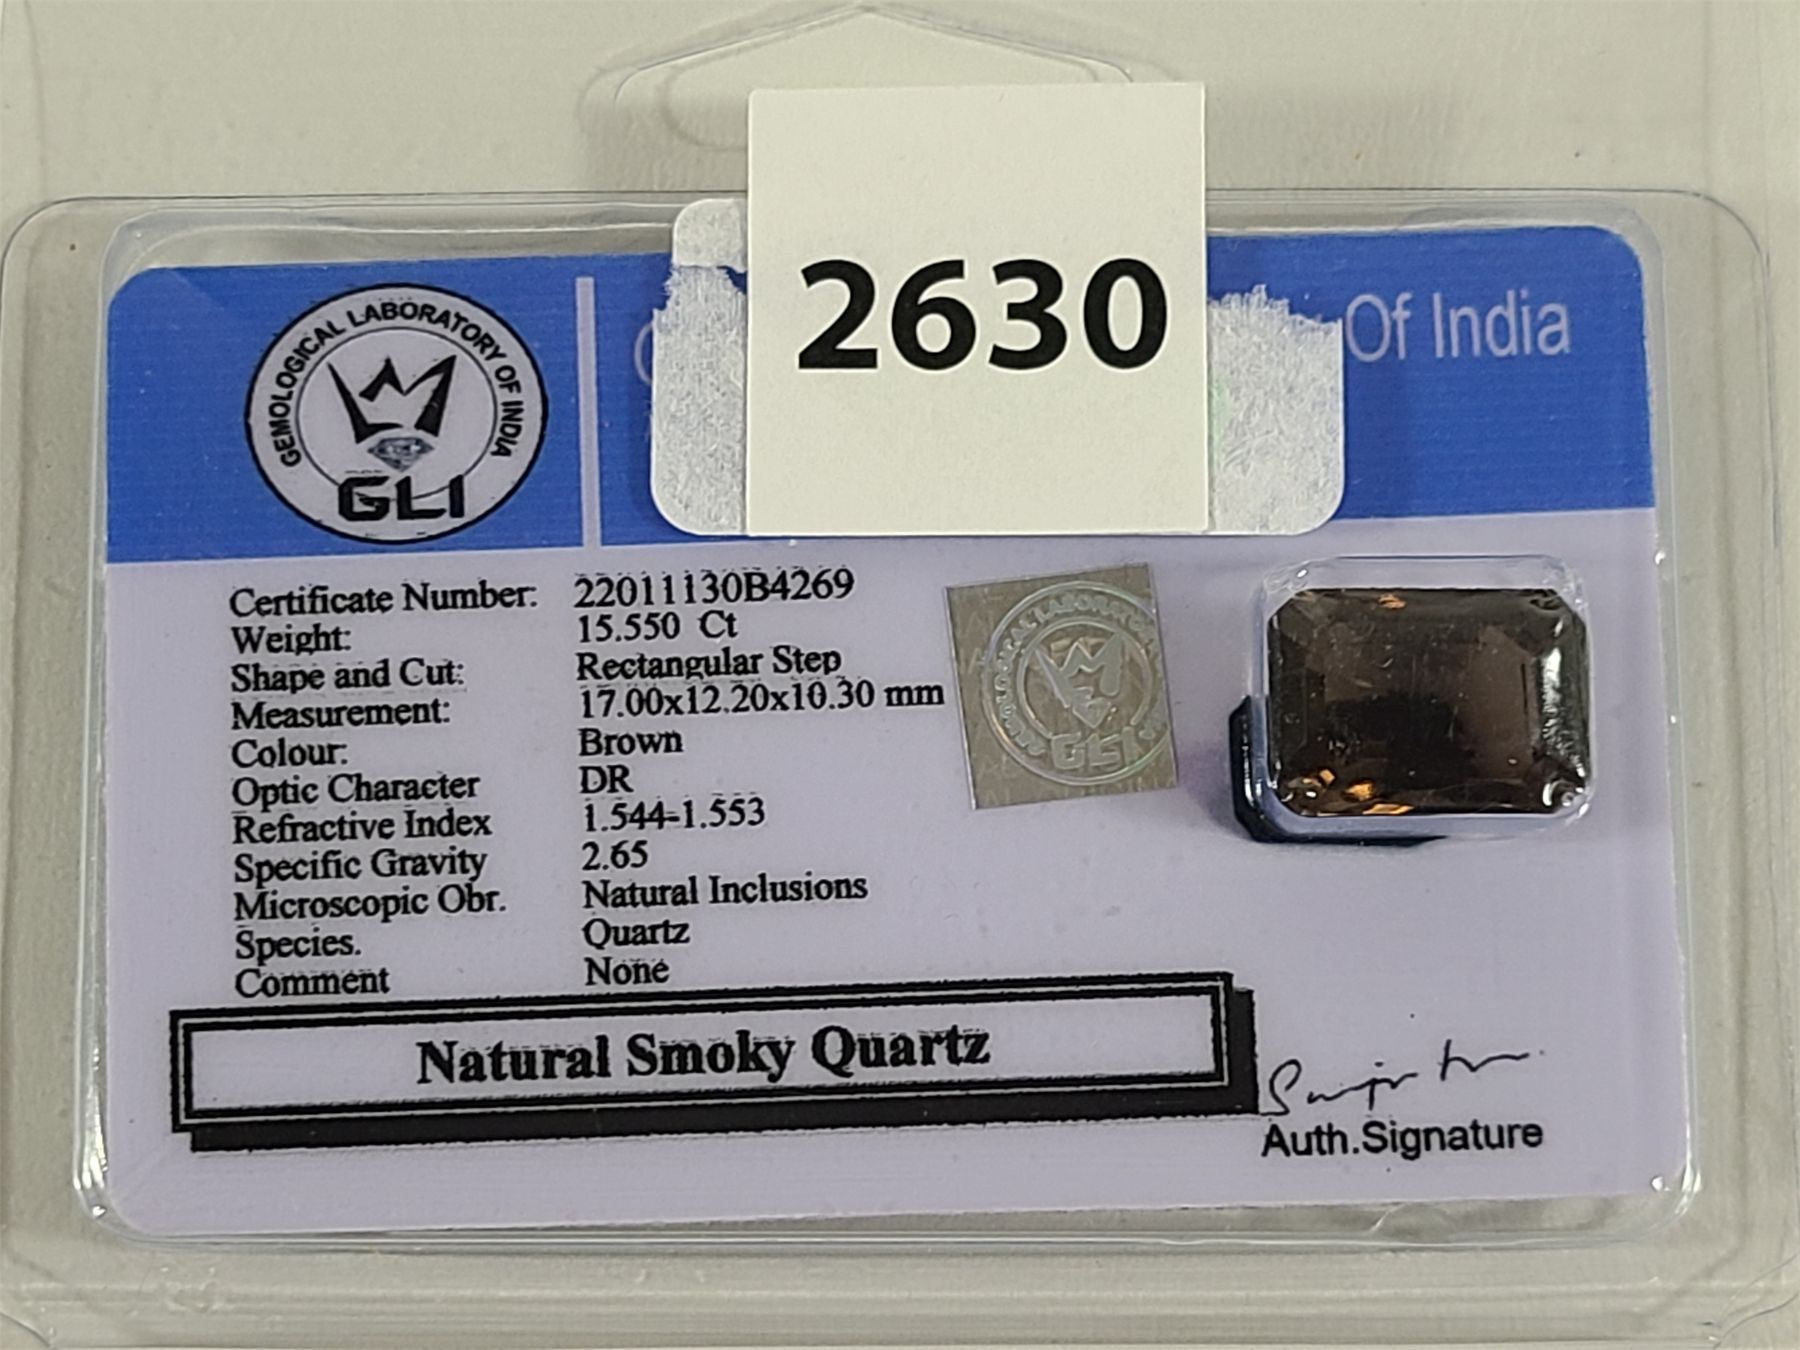 2630
Of India
GEMOLOGICAL LABORATORY OF INDIA
GLI
Certificate Number: 22011130B4269
Weight: 15.550 Ct
Shape and Cut: Rectangular Step
Measurement: 17.00x12.20x10.30 mm
Colour: Brown
Optic Character DR
Refractive Index 1.544-1.553
Specific Gravity 2.65
Microscopic Obr. Natural Inclusions
Species. Quartz
Comment None
GLI
Natural Smoky Quartz
Auth.Signature